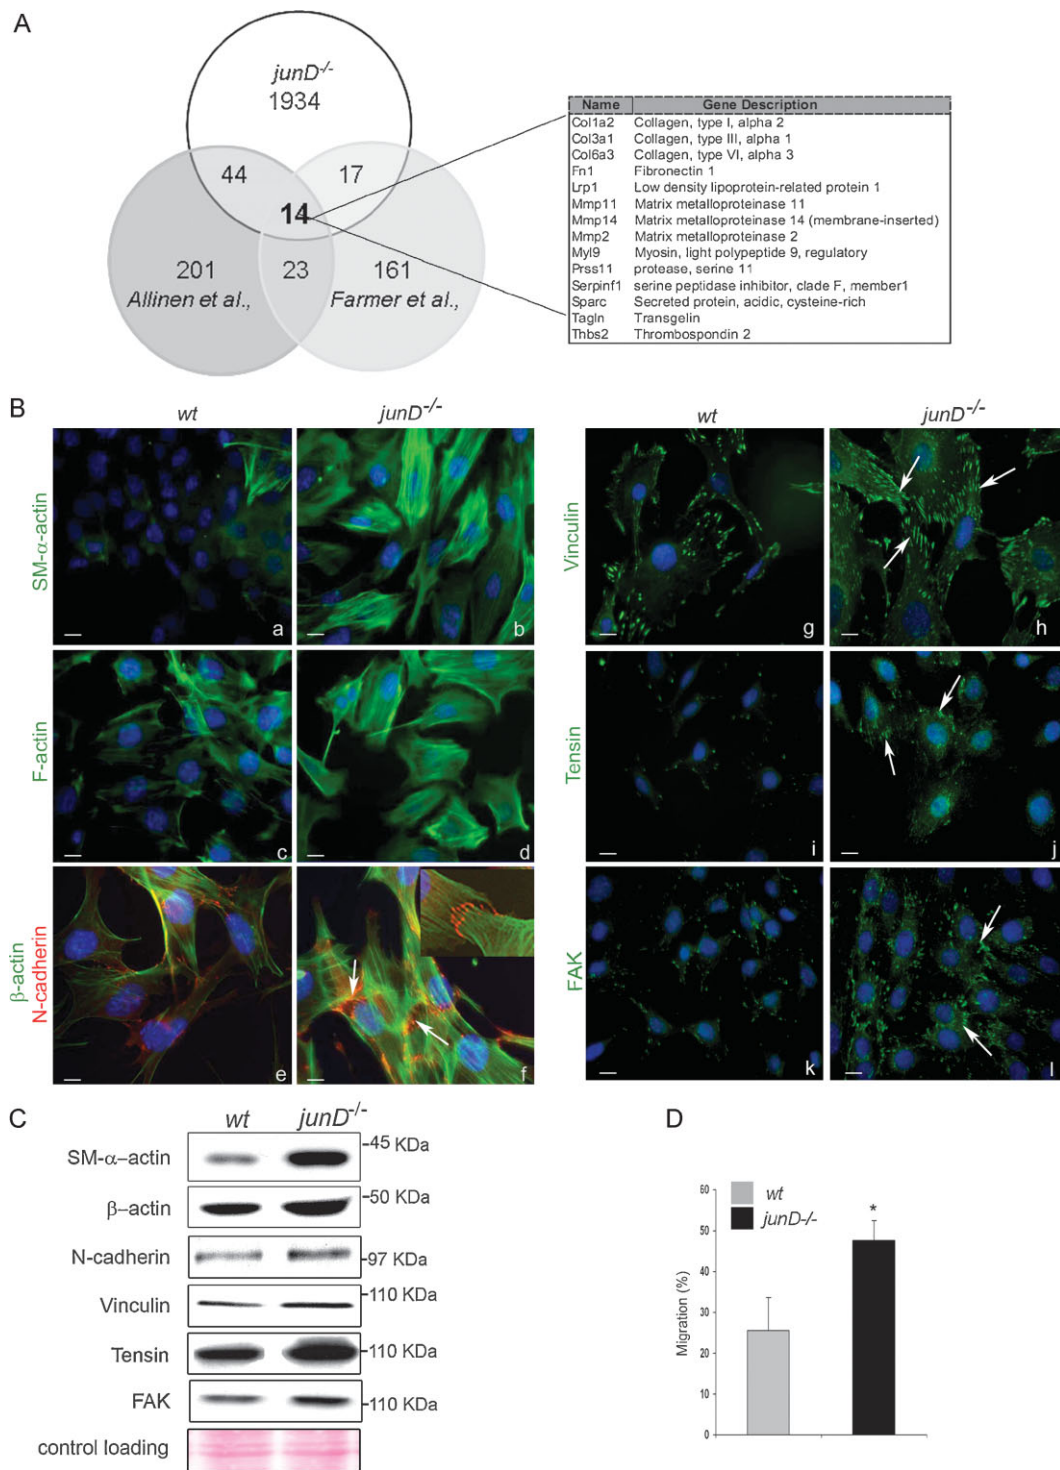 A
junD-/-
1934
44
17
14
201
23
161
Allinen et al.,
Farmer et al.,
Name Gene Description
Col1a2 Collagen, type I, alpha 2
Col3a1 Collagen, type III, alpha 1
Col6a3 Collagen, type VI, alpha 3
Fn1 Fibronectin 1
Lrp1 Low density lipoprotein-related protein 1
Mmp11 Matrix metalloproteinase 11
Mmp14 Matrix metalloproteinase 14 (membrane-inserted)
Mmp2 Matrix metalloproteinase 2
Myl9 Myosin, light polypeptide 9, regulatory
Prss11 protease, serine 11
Serpinf1 serine peptidase inhibitor, clade F, member1
Sparc Secreted protein, acidic, cysteine-rich
Tagln Transgelin
Thbs2 Thrombospondin 2
B
wt
junD-/-
SM-α-actin
a
b
F-actin
c
d
β-actin
N-cadherin
e
f
wt
junD-/-
Vinculin
g
h
Tensin
i
j
FAK
k
l
C
wt junD-/-
SM-α-actin -45 KDa
β-actin -50 KDa
N-cadherin -97 KDa
Vinculin -110 KDa
Tensin -110 KDa
FAK -110 KDa
control loading
D
wt
junD-/-
*
Migration (%)
60
50
40
30
20
10
0